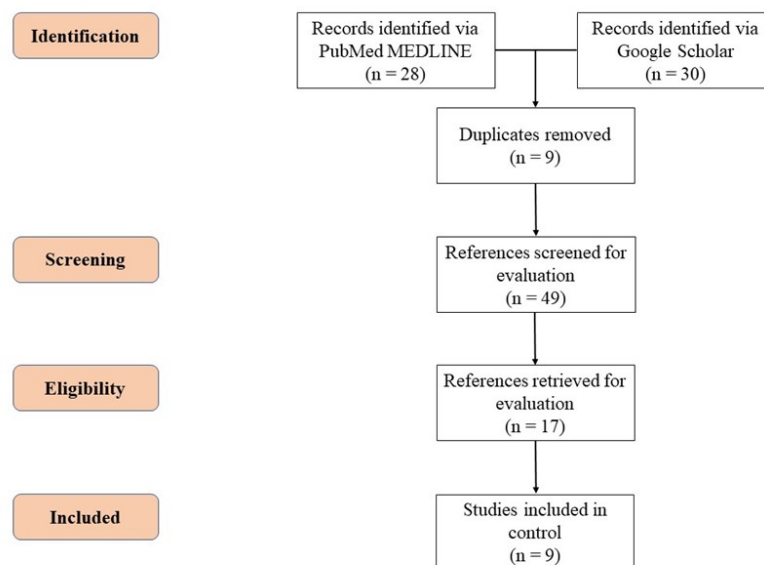 Identification
Records identified via
PubMed MEDLINE
(n = 28)
Records identified via
Google Scholar
(n = 30)
Duplicates removed
(n = 9)
Screening
References screened for
evaluation
(n = 49)
Eligibility
References retrieved for
evaluation
(n = 17)
Included
Studies included in
control
(n = 9)